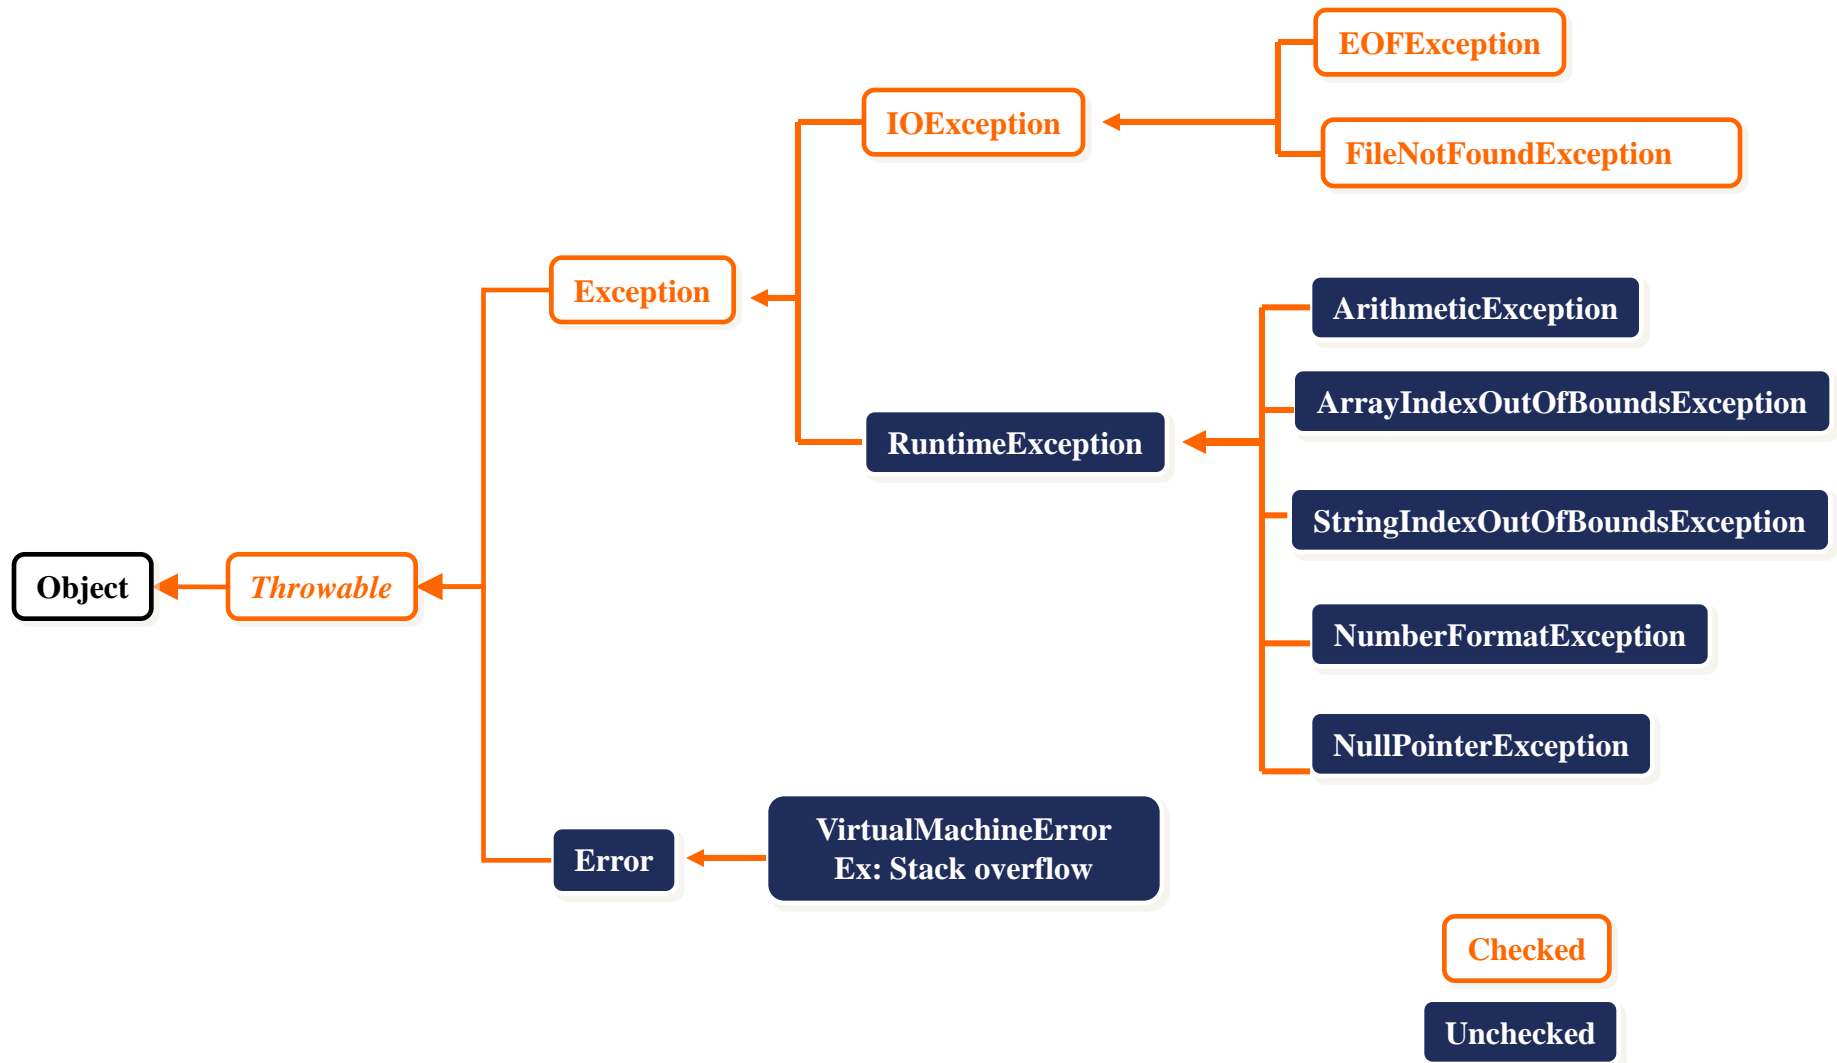 EOFException
IOException
FileNotFoundException
Exception
ArithmeticException
ArrayIndexOutOfBoundsException
RuntimeException
StringIndexOutOfBoundsException
Object
Throwable
NumberFormatException
NullPointerException
VirtualMachineError
Ex: Stack overflow
Error
Checked
Unchecked